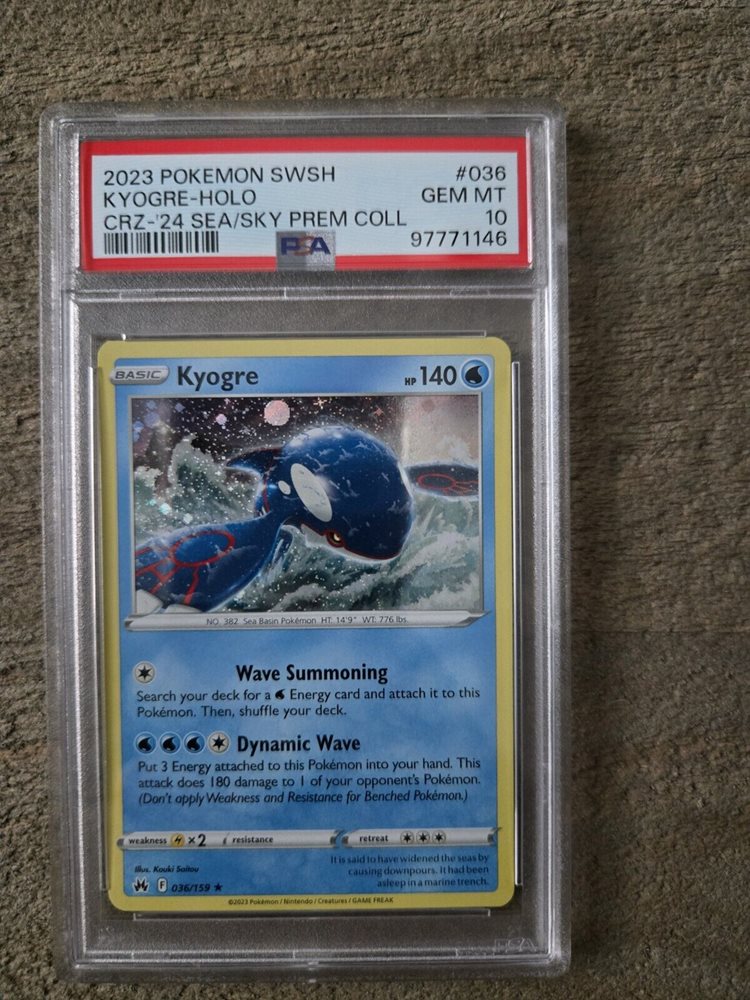 2023 POKEMON SWSH #036
KYOGRE-HOLO GEM MT
CRZ-'24 SEA/SKY PREM COLL 10
PSA 97771146
BASIC Kyogre HP 140
NO. 382 Sea Basin Pokémon HT: 14'9" WT: 776 lbs.
Wave Summoning
Search your deck for a Energy card and attach it to this
Pokémon. Then, shuffle your deck.
Dynamic Wave
Put 3 Energy attached to this Pokémon into your hand. This
attack does 180 damage to 1 of your opponent's Pokémon.
(Don't apply Weakness and Resistance for Benched Pokémon.)
weakness ×2 resistance retreat
Illus. Kouki Saitou
It is said to have widened the seas by
causing downpours. It had been
asleep in a marine trench.
F 036/159 ★
©2023 Pokémon / Nintendo / Creatures / GAME FREAK
PSA